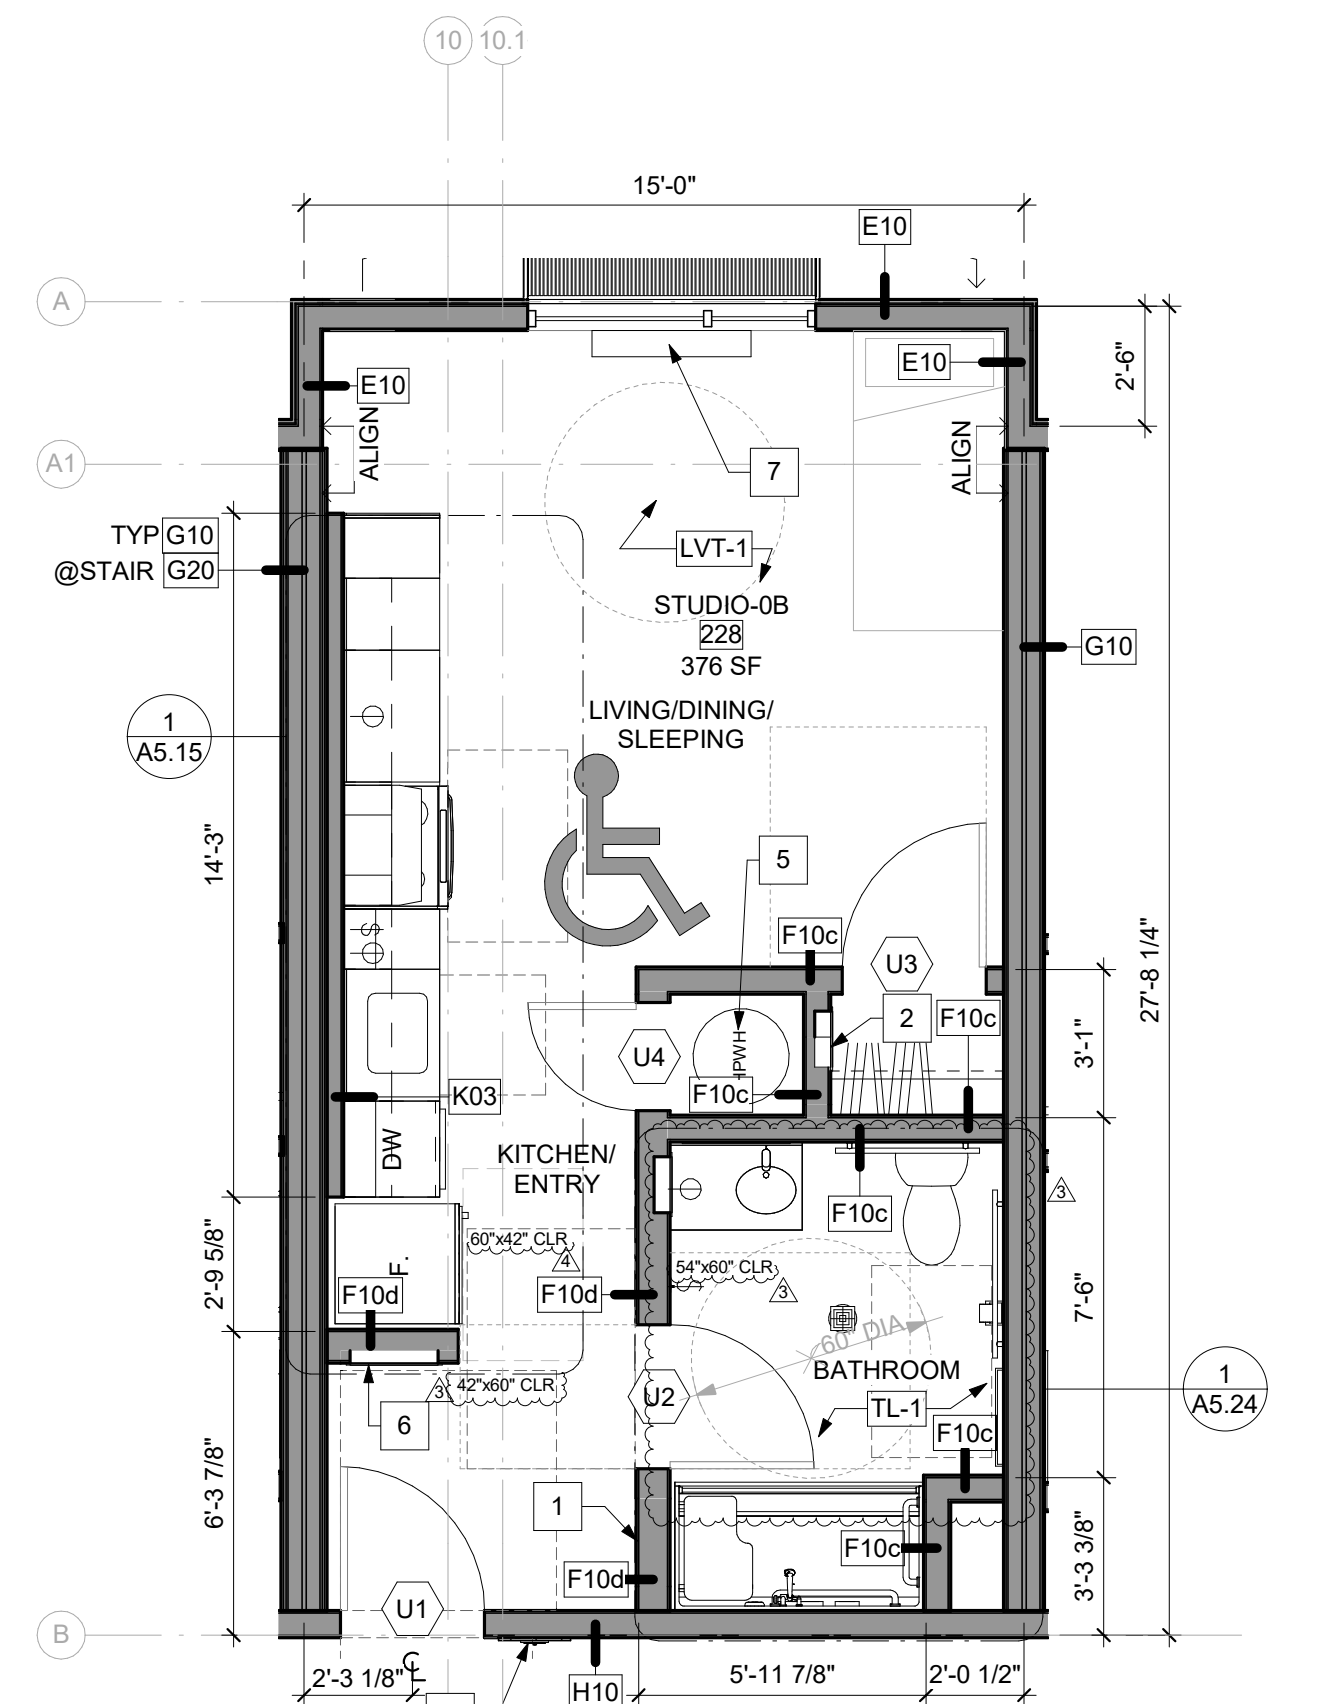 10
10.1
15'-0"
E10
A
E10
E10
2'-6"
ALIGN
ALIGN
A1
7
TYP G10
@STAIR G20
LVT-1
STUDIO-0B
228
376 SF
G10
LIVING/DINING/
SLEEPING
1
A5.15
14'-3"
5
F10c
U3
27'-8 1/4"
S
2
F10c
U4
3'-1"
F10c
K03
DW
KITCHEN/
ENTRY
3
F10c
60"x42" CLR
4
54"x60" CLR
3
2'-9 5/8"
F.
F10d
F10d
7'-6"
60" DIA
BATHROOM
42"x60" CLR
3
U2
TL-1
1
A5.24
6
F10c
6'-3 7/8"
1
F10c
F10d
3'-3 3/8"
U1
B
2'-3 1/8"
H10
5'-11 7/8"
2'-0 1/2"